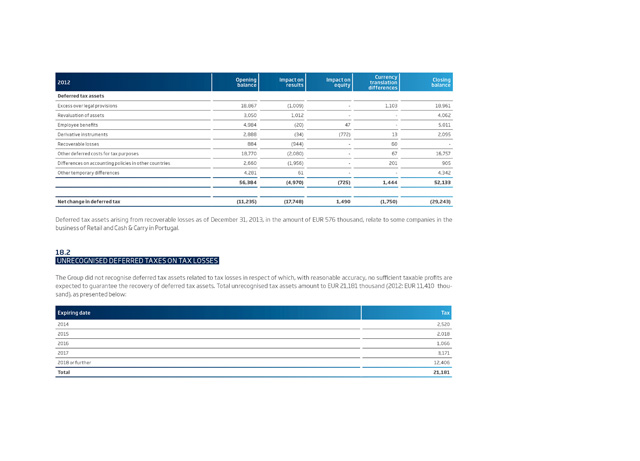 2012 Opening balance Impact on results Impact on equity Currency translation differences Closing balance
Deferred tax assets
Excess over legal provisions 18,867 (1,009) - 1,103 18,961
Revaluation of assets 3,050 1,012 - - 4,062
Employee benefits 4,984 (20) 47 - 5,011
Derivative instruments 2,888 (34) (772) 13 2,095
Recoverable losses 884 (944) - 60 -
Other deferred costs for tax purposes 18,770 (2,080) - 67 16,757
Differences on accounting policies in other countries 2,660 (1,956) - 201 905
Other temporary differences 4,281 61 - - 4,342
56,384 (4,970) (725) 1,444 52,133
Net change in deferred tax (11,235) (17,748) 1,490 (1,750) (29,243)
Deferred tax assets arising from recoverable losses as of December 31, 2013, in the amount of EUR 576 thousand, relate to some companies in the
business of Retail and Cash & Carry in Portugal.
18.2
UNRECOGNISED DEFERRED TAXES ON TAX LOSSES
The Group did not recognise deferred tax assets related to tax losses in respect of which, with reasonable accuracy, no sufficient taxable profits are
expected to guarantee the recovery of deferred tax assets. Total unrecognised tax assets amount to EUR 21,181 thousand (2012: EUR 11,410 thou-
sand), as presented below:
Expiring date Tax
2014 2,520
2015 2,018
2016 1,066
2017 3,171
2018 or further 12,406
Total 21,181